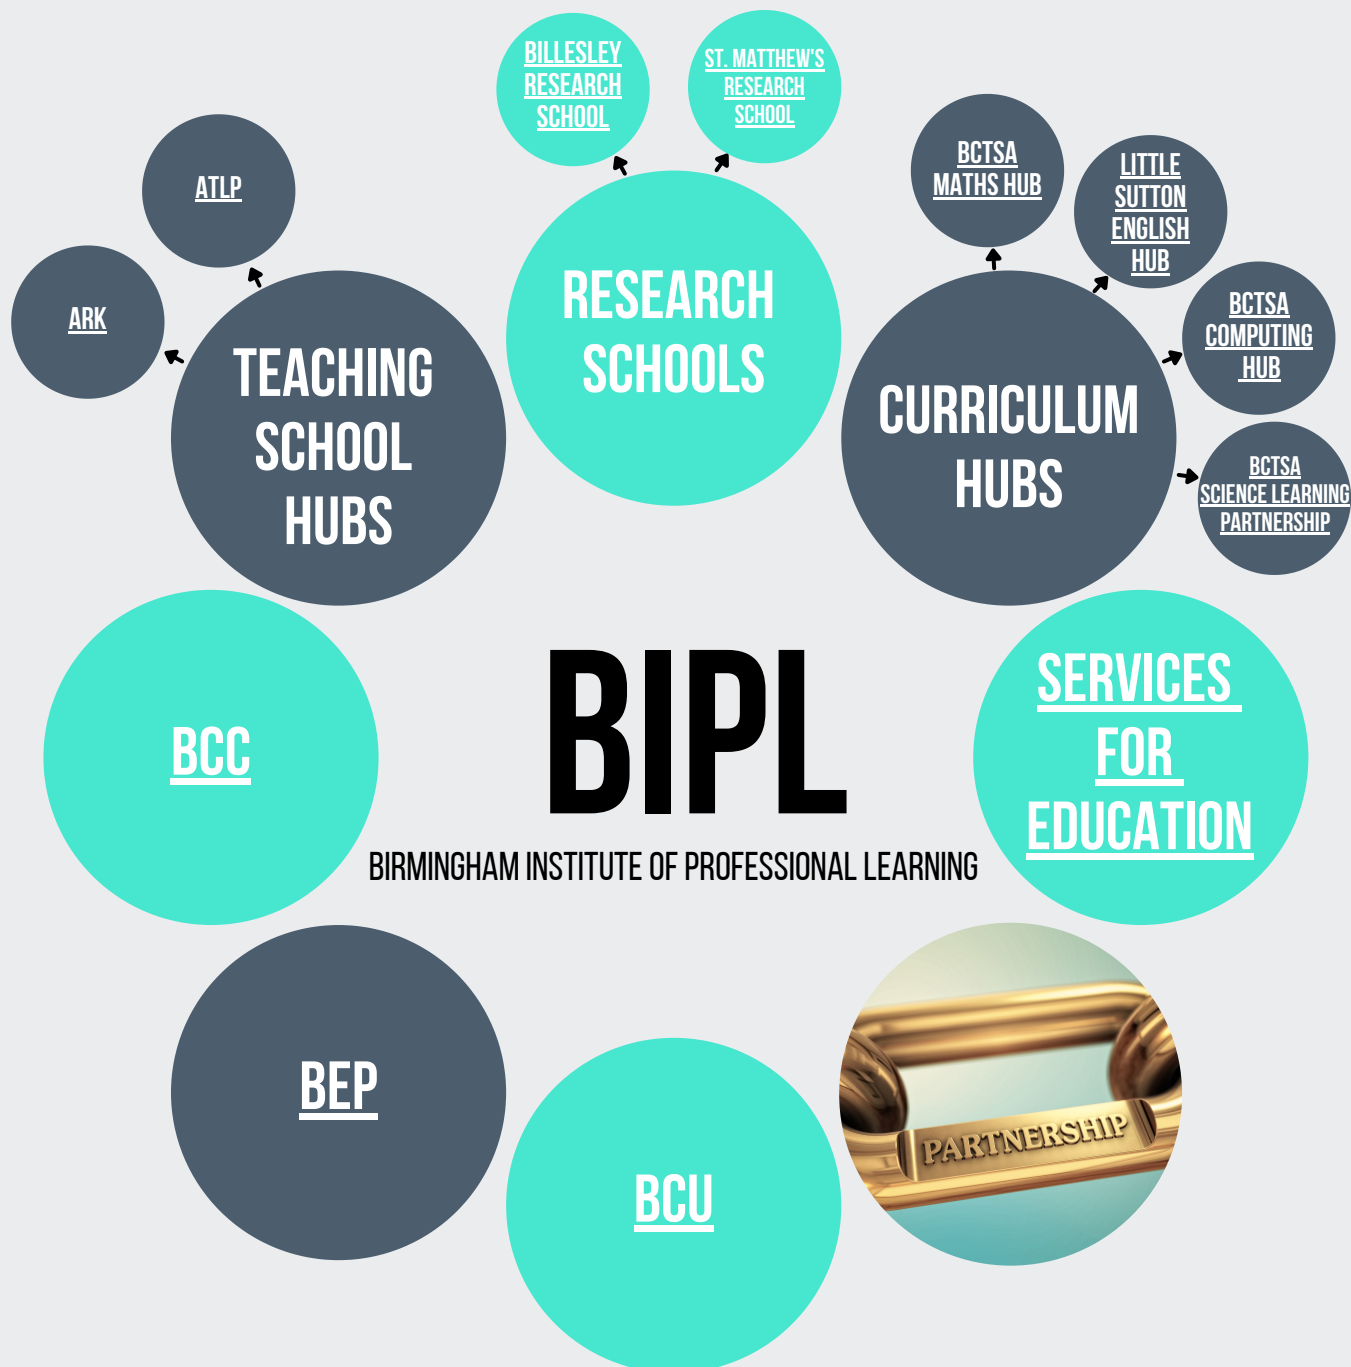 BILLESLEY
RESEARCH
SCHOOL
ST. MATTHEW'S
RESEARCH
SCHOOL
ATLP
ARK
BCTSA
MATHS HUB
LITTLE
SUTTON
ENGLISH
HUB
BCTSA
COMPUTING
HUB
BCTSA
SCIENCE LEARNING
PARTNERSHIP
TEACHING
SCHOOL
HUBS
RESEARCH
SCHOOLS
CURRICULUM
HUBS
BCC
BIPL
BIRMINGHAM INSTITUTE OF PROFESSIONAL LEARNING
SERVICES
FOR
EDUCATION
BEP
BCU
PARTNERSHIP